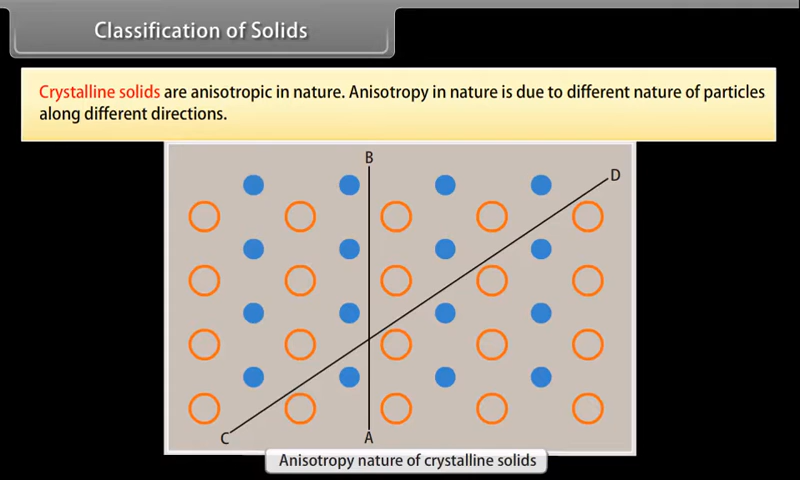 Classification of Solids
Crystalline solids are anisotropic in nature. Anisotropy in nature is due to different nature of particles
along different directions.
B
D
C
A
Anisotropy nature of crystalline solids